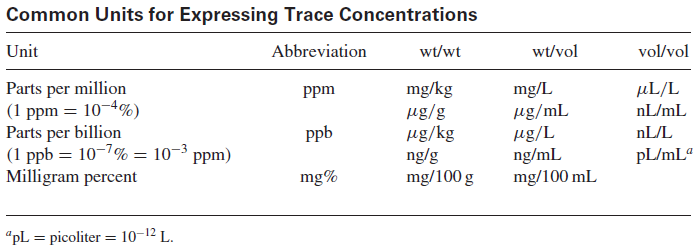 Common Units for Expressing Trace Concentrations
Unit Abbreviation wt/wt wt/vol vol/vol
Parts per million ppm mg/kg mg/L μL/L
(1 ppm = 10⁻⁴%) μg/g μg/mL nL/mL
Parts per billion ppb μg/kg μg/L nL/L
(1 ppb = 10⁻⁷% = 10⁻³ ppm) ng/g ng/mL pL/mLᵃ
Milligram percent mg% mg/100 g mg/100 mL
ᵃpL = picoliter = 10⁻¹² L.